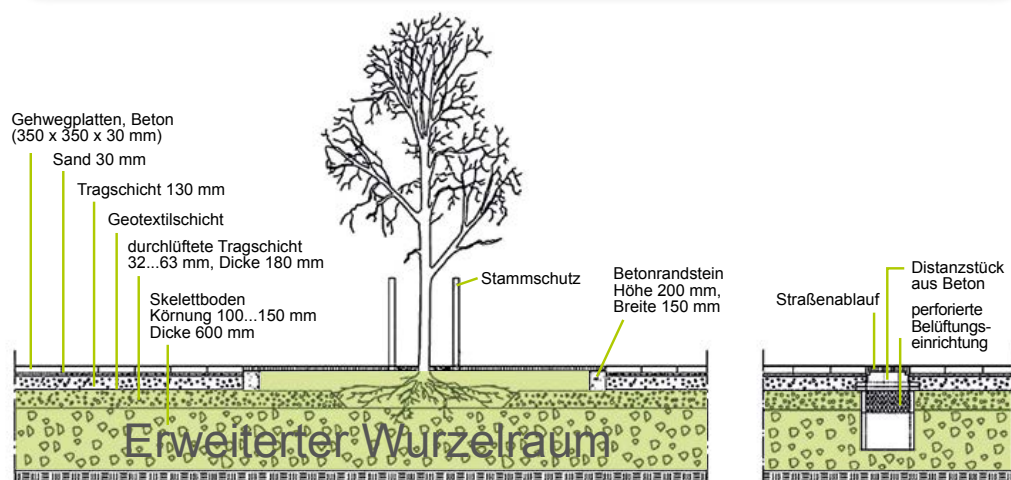 Gehwegplatten, Beton
(350 x 350 x 30 mm)
Sand 30 mm
Tragschicht 130 mm
Geotextilschicht
durchlüftete Tragschicht
32...63 mm, Dicke 180 mm
Skelettboden
Körnung 100...150 mm
Dicke 600 mm
Stammschutz
Betonrandstein
Höhe 200 mm,
Breite 150 mm
Erweiterter Wurzelraum
Straßenablauf
Distanzstück
aus Beton
perforierte
Belüftungs-
einrichtung